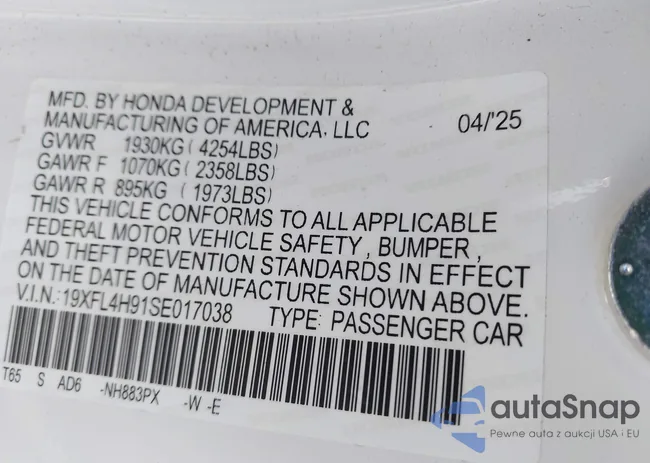 MFD. BY HONDA DEVELOPMENT &
MANUFACTURING OF AMERICA, LLC 04/'25
GVWR 1930KG ( 4254LBS)
GAWR F 1070KG ( 2358LBS)
GAWR R 895KG ( 1973LBS)
THIS VEHICLE CONFORMS TO ALL APPLICABLE
FEDERAL MOTOR VEHICLE SAFETY, BUMPER,
AND THEFT PREVENTION STANDARDS IN EFFECT
ON THE DATE OF MANUFACTURE SHOWN ABOVE.
V.I.N.:19XFL4H91SE017038 TYPE: PASSENGER CAR
T65 S AD6 -NH883PX -W -E
autaSnap
Pewne auta z aukcji USA i EU